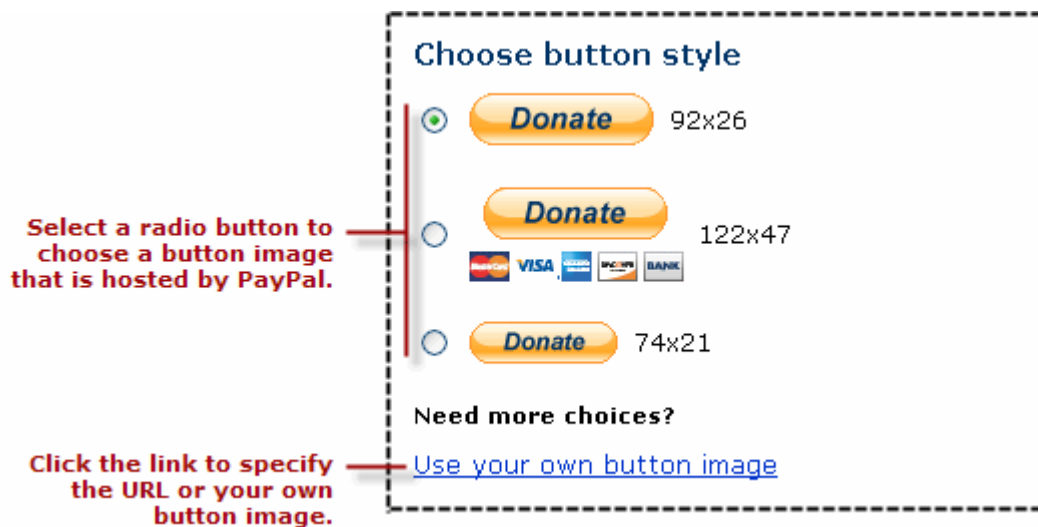 Choose button style
Donate 92x26
Donate
122x47
MasterCard VISA BANK
Donate 74x21
Select a radio button to
choose a button image
that is hosted by PayPal.
Need more choices?
Use your own button image
Click the link to specify
the URL or your own
button image.